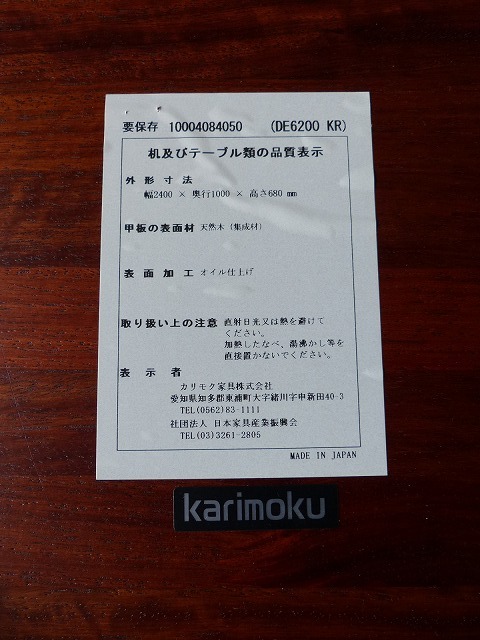 要保存 10004084050 (DE6200 KR)
机及びテーブル類の品質表示
外形寸法
幅2400 × 奥行1000 × 高さ680 mm
甲板の表面材 天然木(集成材)
表面加工 オイル仕上げ
取り扱い上の注意 直射日光又は熱を避けて
ください。
加熱したなべ、湯沸かし等を
直接置かないでください。
表示者
カリモク家具株式会社
愛知県知多郡東浦町大字緒川字申新田40-3
TEL(0562)83-1111
社団法人 日本家具産業振興会
TEL(03)3261-2805
MADE IN JAPAN
karimoku